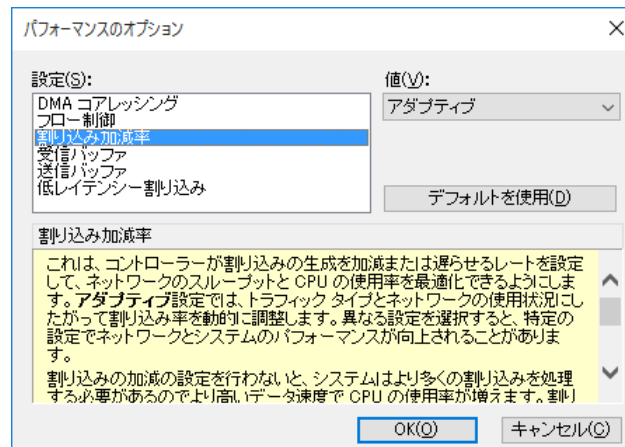 パフォーマンスのオプション
設定(S):
値(V):
DMA コアレッシング
フロー制御
割り込み加減率
受信バッファ
送信バッファ
低レイテンシー割り込み
アダプティブ
デフォルトを使用(D)
割り込み加減率
これは、コントローラーが割り込みの生成を加減または遅らせるレートを設定
して、ネットワークのスループットと CPU の使用率を最適化できるようにしま
す。アダプティブ設定では、トラフィック タイプとネットワークの使用状況にし
たがって割り込み率を動的に調整します。異なる設定を選択すると、特定の
設定でネットワークとシステムのパフォーマンスが向上されることがありま
す。
割り込みの加減の設定を行わないと、システムはより多くの割り込みを処理
する必要があるのでより高いデータ速度で CPU の使用率が増えます。割り
OK(O)
キャンセル(C)